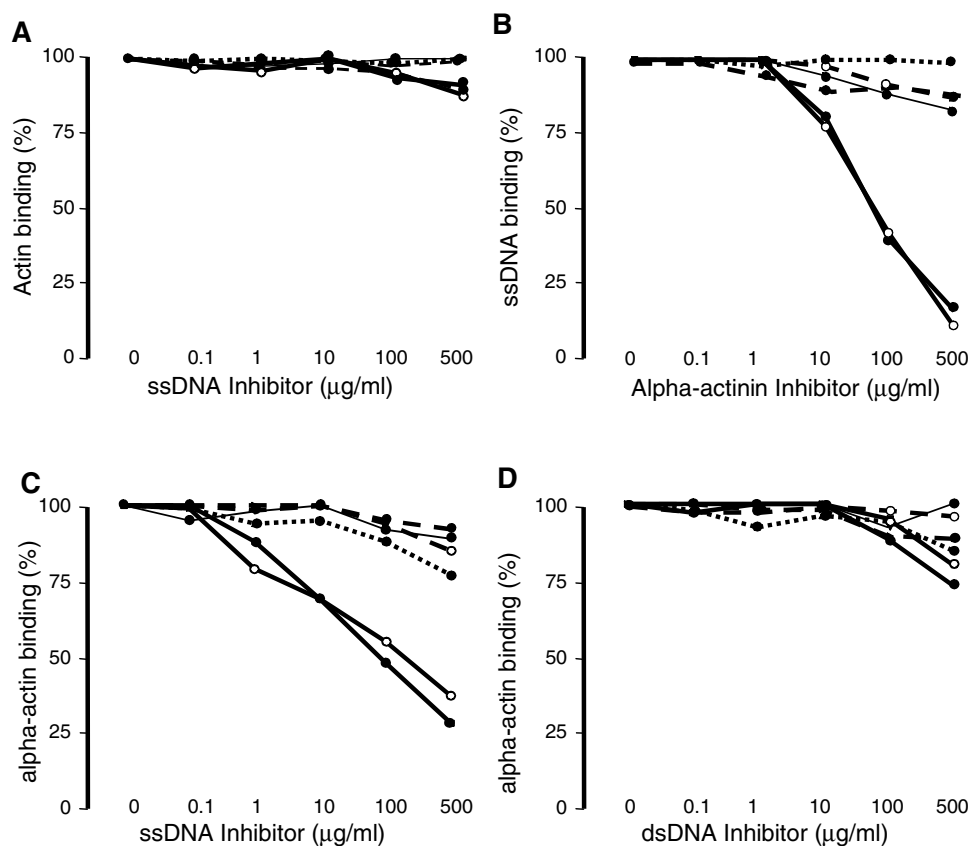 A
100
75
50
25
0
Actin binding (%)
0 0.1 1 10 100 500
ssDNA Inhibitor (μg/ml)
B
100
75
50
25
0
ssDNA binding (%)
0 0.1 1 10 100 500
Alpha-actinin Inhibitor (μg/ml)
C
100
75
50
25
0
alpha-actin binding (%)
0 0.1 1 10 100 500
ssDNA Inhibitor (μg/ml)
D
100
75
50
25
0
alpha-actin binding (%)
0 0.1 1 10 100 500
dsDNA Inhibitor (μg/ml)